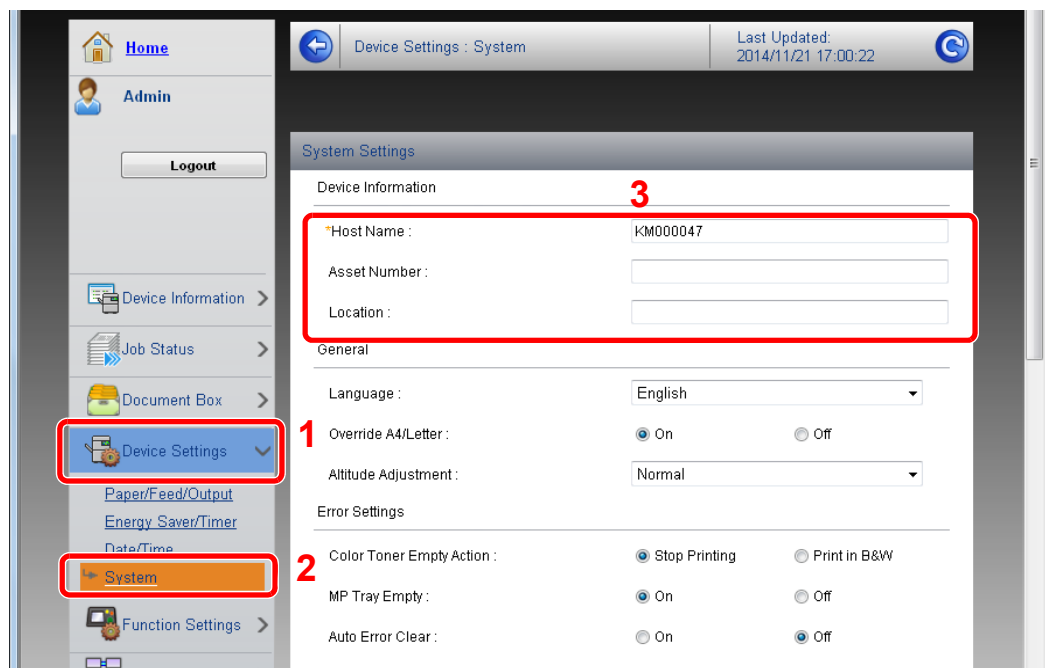 Home
Admin
Logout
Device Information
Job Status
Document Box
1
Device Settings
Paper/Feed/Output
Energy Saver/Timer
Date/Time
2
System
Function Settings
Device Settings : System
Last Updated:
2014/11/21 17:00:22
System Settings
Device Information
3
*Host Name : KM000047
Asset Number :
Location :
General
Language : English
Override A4/Letter : On Off
Altitude Adjustment : Normal
Error Settings
Color Toner Empty Action : Stop Printing Print in B&W
MP Tray Empty : On Off
Auto Error Clear : On Off